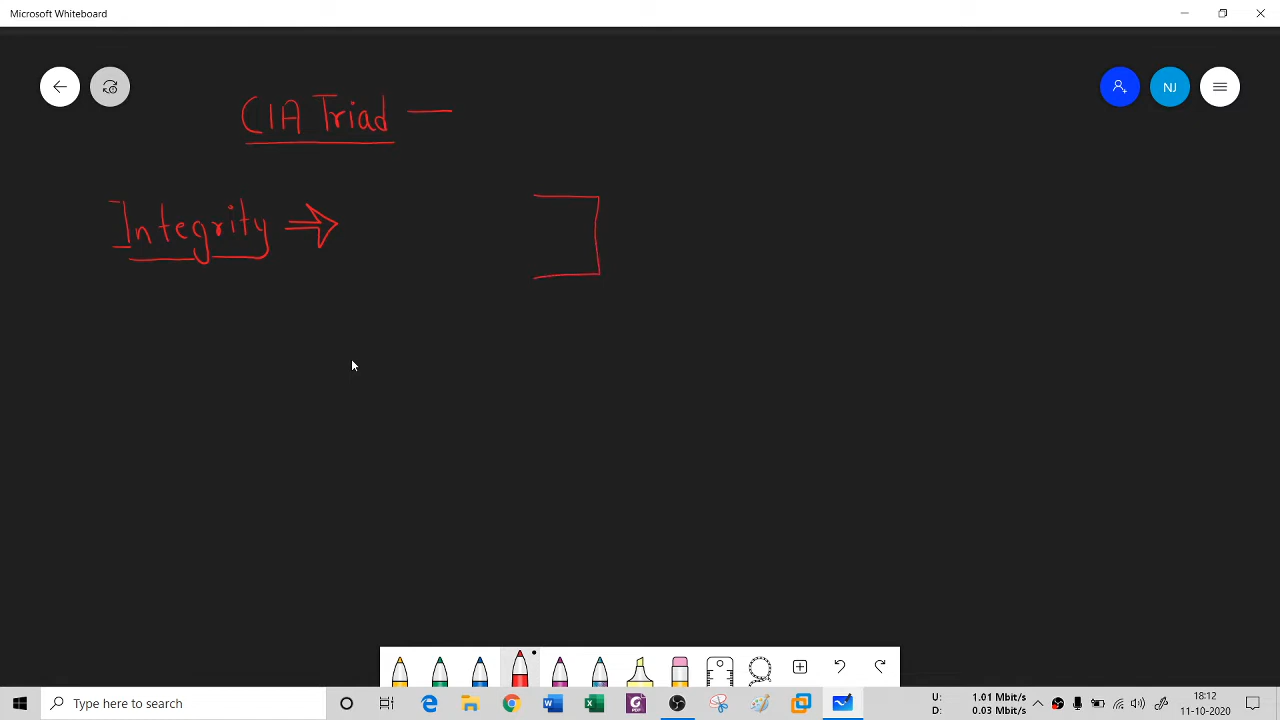 Microsoft Whiteboard
CIA Triad —
NJ
Integrity ⇒
Type here to search
U: 1.01 Mbit/s
D: 0.03 Mbit/s
18:12
11-10-2020